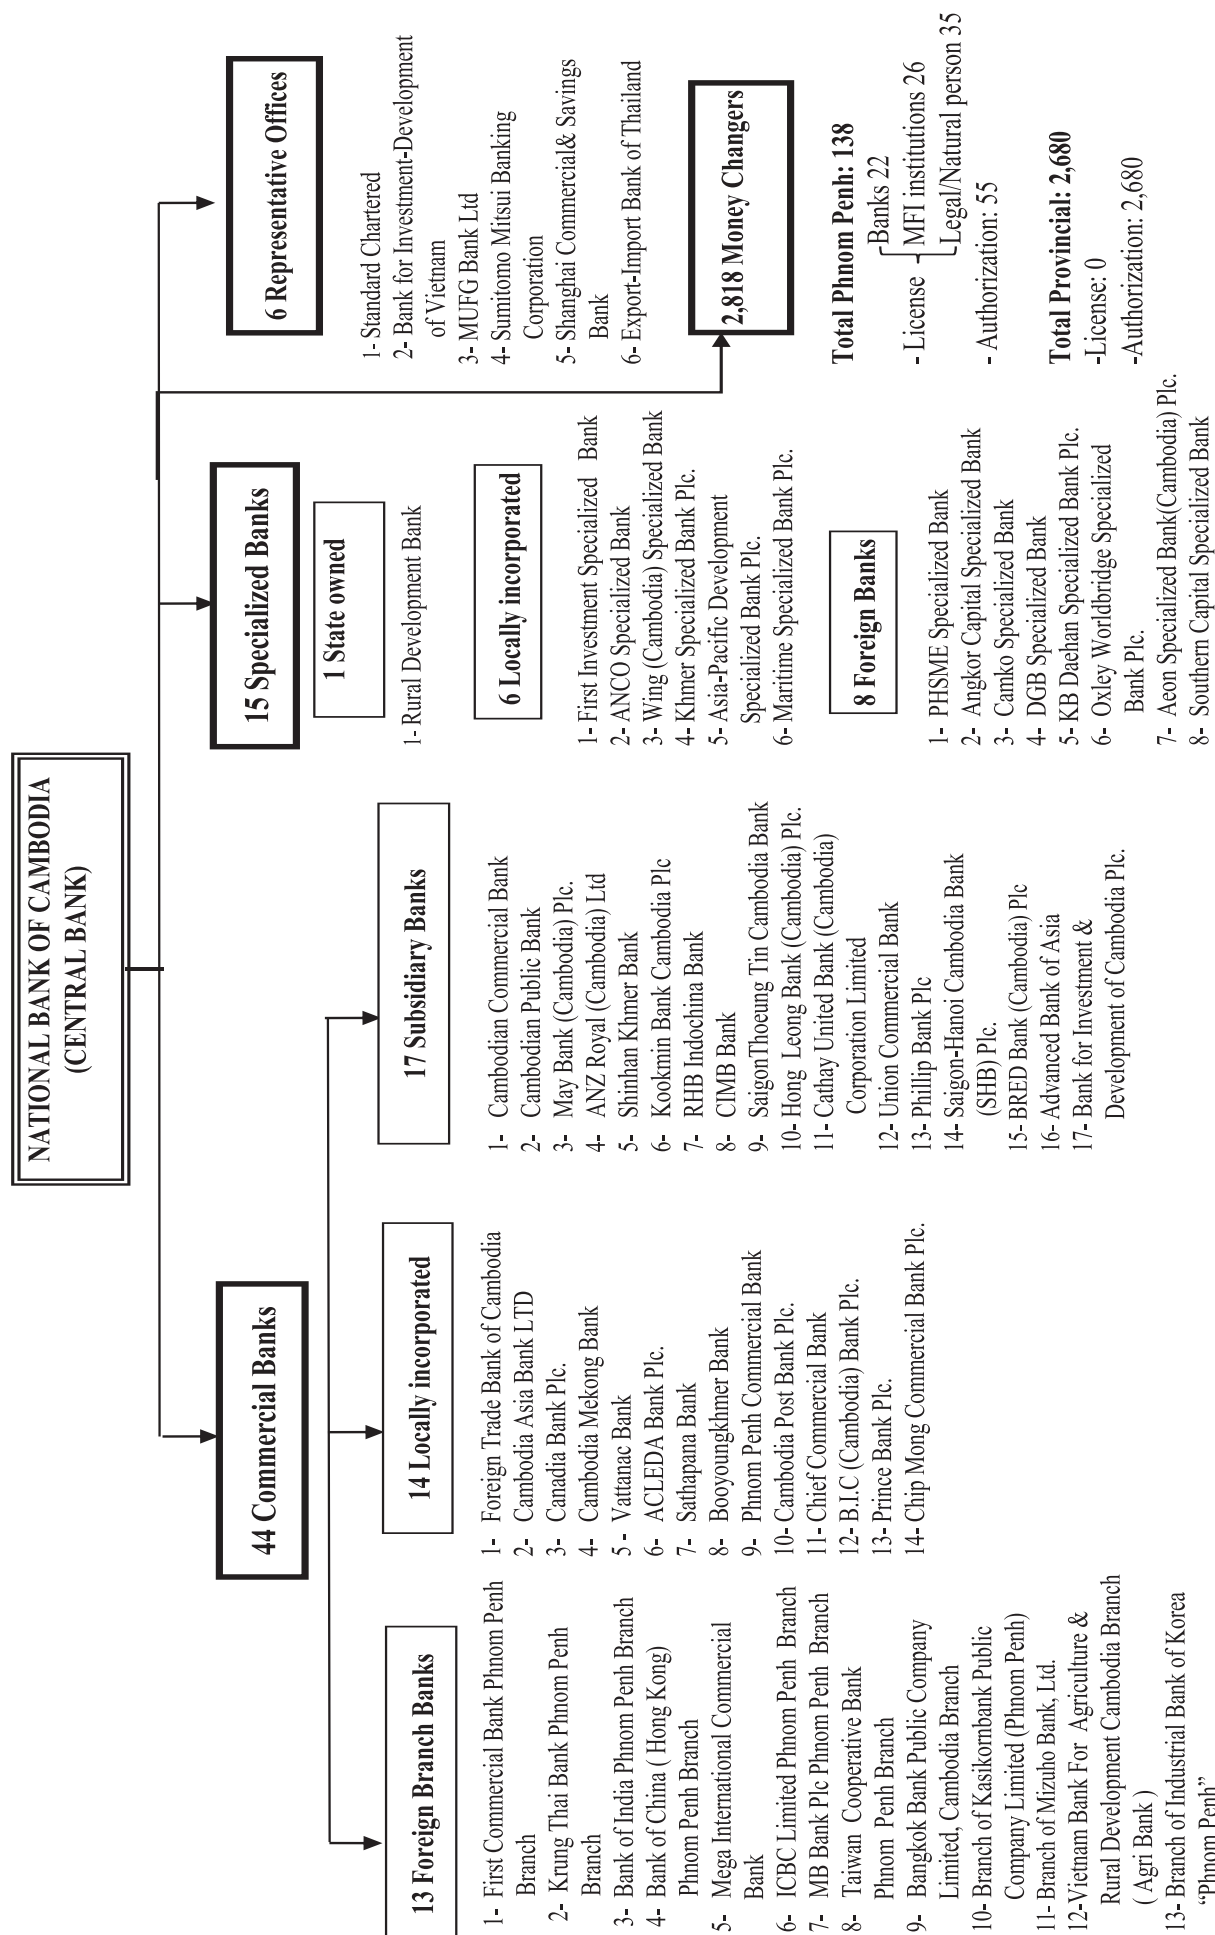 NATIONAL BANK OF CAMBODIA
(CENTRAL BANK)
44 Commercial Banks
13 Foreign Branch Banks
1- First Commercial Bank Phnom Penh
Branch
2- Krung Thai Bank Phnom Penh
Branch
3- Bank of India Phnom Penh Branch
4- Bank of China ( Hong Kong)
Phnom Penh Branch
5- Mega International Commercial
Bank
6- ICBC Limited Phnom Penh Branch
7- MB Bank Plc Phnom Penh Branch
8- Taiwan Cooperative Bank
Phnom Penh Branch
9- Bangkok Bank Public Company
Limited, Cambodia Branch
10- Branch of Kasikornbank Public
Company Limited (Phnom Penh)
11- Branch of Mizuho Bank, Ltd.
12-Vietnam Bank For Agriculture &
Rural Development Cambodia Branch
( Agri Bank )
13- Branch of Industrial Bank of Korea
“Phnom Penh”
14 Locally incorporated
1- Foreign Trade Bank of Cambodia
2- Cambodia Asia Bank LTD
3- Canadia Bank Plc.
4- Cambodia Mekong Bank
5 - Vattanac Bank
6- ACLEDA Bank Plc.
7- Sathapana Bank
8- Booyoungkhmer Bank
9- Phnom Penh Commercial Bank
10- Cambodia Post Bank Plc.
11- Chief Commercial Bank
12- B.I.C (Cambodia) Bank Plc.
13- Prince Bank Plc.
14- Chip Mong Commercial Bank Plc.
17 Subsidiary Banks
1- Cambodian Commercial Bank
2- Cambodian Public Bank
3- May Bank (Cambodia) Plc.
4- ANZ Royal (Cambodia) Ltd
5- Shinhan Khmer Bank
6- Kookmin Bank Cambodia Plc
7- RHB Indochina Bank
8- CIMB Bank
9- SaigonThoeung Tin Cambodia Bank
10- Hong Leong Bank (Cambodia) Plc.
11- Cathay United Bank (Cambodia)
Corporation Limited
12- Union Commercial Bank
13- Phillip Bank Plc
14- Saigon-Hanoi Cambodia Bank
(SHB) Plc.
15- BRED Bank (Cambodia) Plc
16- Advanced Bank of Asia
17- Bank for Investment &
Development of Cambodia Plc.
15 Specialized Banks
1 State owned
1- Rural Development Bank
6 Locally incorporated
1- First Investment Specialized Bank
2- ANCO Specialized Bank
3- Wing (Cambodia) Specialized Bank
4- Khmer Specialized Bank Plc.
5- Asia-Pacific Development
Specialized Bank Plc.
6- Maritime Specialized Bank Plc.
8 Foreign Banks
1- PHSME Specialized Bank
2- Angkor Capital Specialized Bank
3- Camko Specialized Bank
4- DGB Specialized Bank
5- KB Daehan Specialized Bank Plc.
6- Oxley Worldbridge Specialized
Bank Plc.
7- Aeon Specialized Bank(Cambodia) Plc.
8- Southern Capital Specialized Bank
6 Representative Offices
1- Standard Chartered
2- Bank for Investment-Development
of Vietnam
3- MUFG Bank Ltd
4- Sumitomo Mitsui Banking
Corporation
5- Shanghai Commercial& Savings
Bank
6- Export-Import Bank of Thailand
2,818 Money Changers
Total Phnom Penh: 138
Banks 22
- License MFI institutions 26
Legal/Natural person 35
- Authorization: 55
Total Provincial: 2,680
-License: 0
-Authorization: 2,680